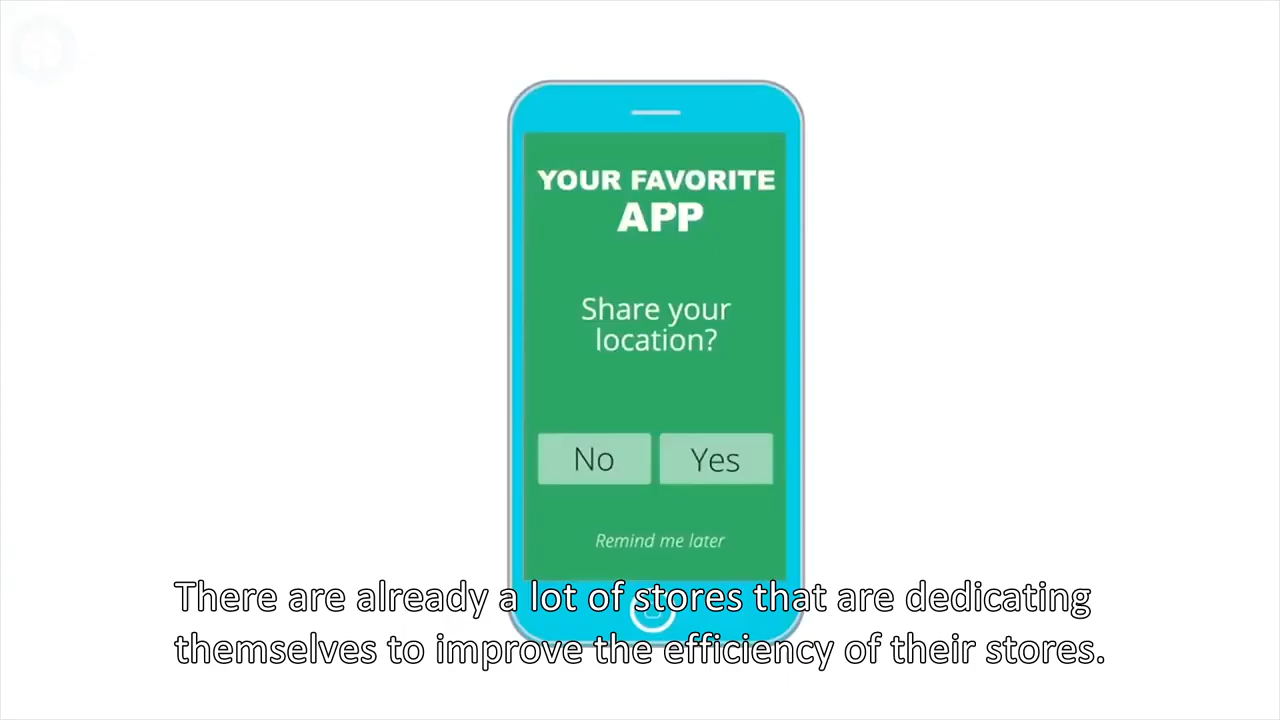 YOUR FAVORITE
APP
Share your
location?
No Yes
Remind me later
There are already a lot of stores that are dedicating
themselves to improve the efficiency of their stores.